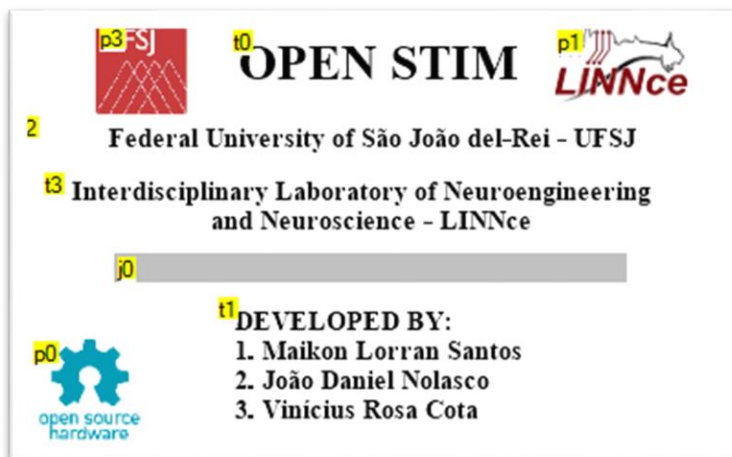 p3 UFSJ t0 OPEN STIM p1 LINNce
2 Federal University of São João del-Rei - UFSJ
t3 Interdisciplinary Laboratory of Neuroengineering
and Neuroscience - LINNce
j0
t1 DEVELOPED BY:
1. Maikon Lorran Santos
2. João Daniel Nolasco
3. Vinícius Rosa Cota
p0
open source
hardware